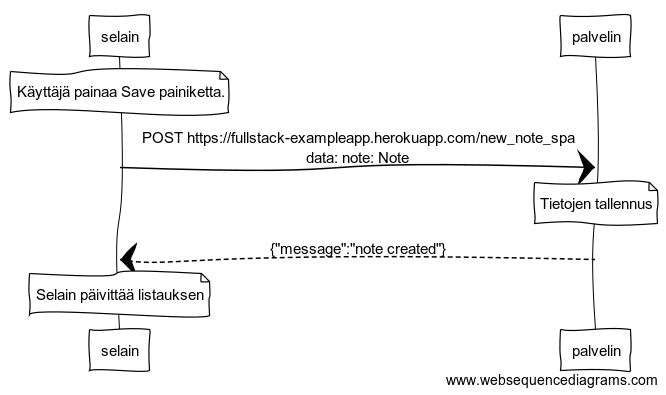 selain
palvelin
Käyttäjä painaa Save painiketta.
POST https://fullstack-exampleapp.herokuapp.com/new_note_spa
data: note: Note
Tietojen tallennus
{"message":"note created"}
Selain päivittää listauksen
selain
palvelin
www.websequencediagrams.com